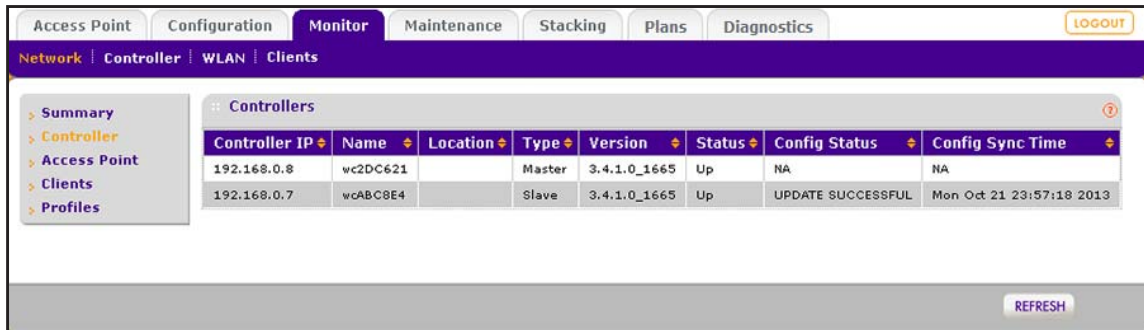 Access Point Configuration Monitor Maintenance Stacking Plans Diagnostics LOGOUT
Network Controller WLAN Clients
Summary
Controller
Access Point
Clients
Profiles
Controllers ?
Controller IP Name Location Type Version Status Config Status Config Sync Time
192.168.0.8 wc2DC621 Master 3.4.1.0_1665 Up NA NA
192.168.0.7 wcABC8E4 Slave 3.4.1.0_1665 Up UPDATE SUCCESSFUL Mon Oct 21 23:57:18 2013
REFRESH